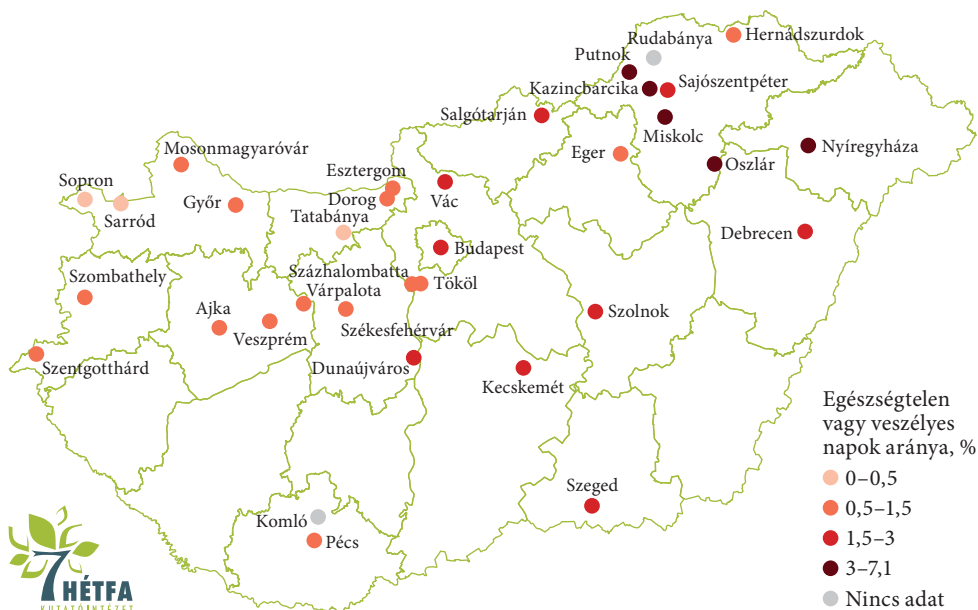 Hernádszurdok
Rudabánya
Putnok
Kazincbarcika
Sajószentpéter
Salgótarján
Miskolc
Mosonmagyaróvár
Eger
Nyíregyháza
Oszlár
Esztergom
Sopron
Dorog
Vác
Győr
Sarród
Tatabánya
Debrecen
Budapest
Szombathely
Százhalombatta
Tököl
Várpalota
Ajka
Szolnok
Veszprém
Székesfehérvár
Szentgotthárd
Dunaújváros
Kecskemét
Szeged
Komló
Pécs
Egészségtelen
vagy veszélyes
napok aránya, %
0–0,5
0,5–1,5
1,5–3
3–7,1
Nincs adat
7 HÉTFA
KUTATÓINTÉZET